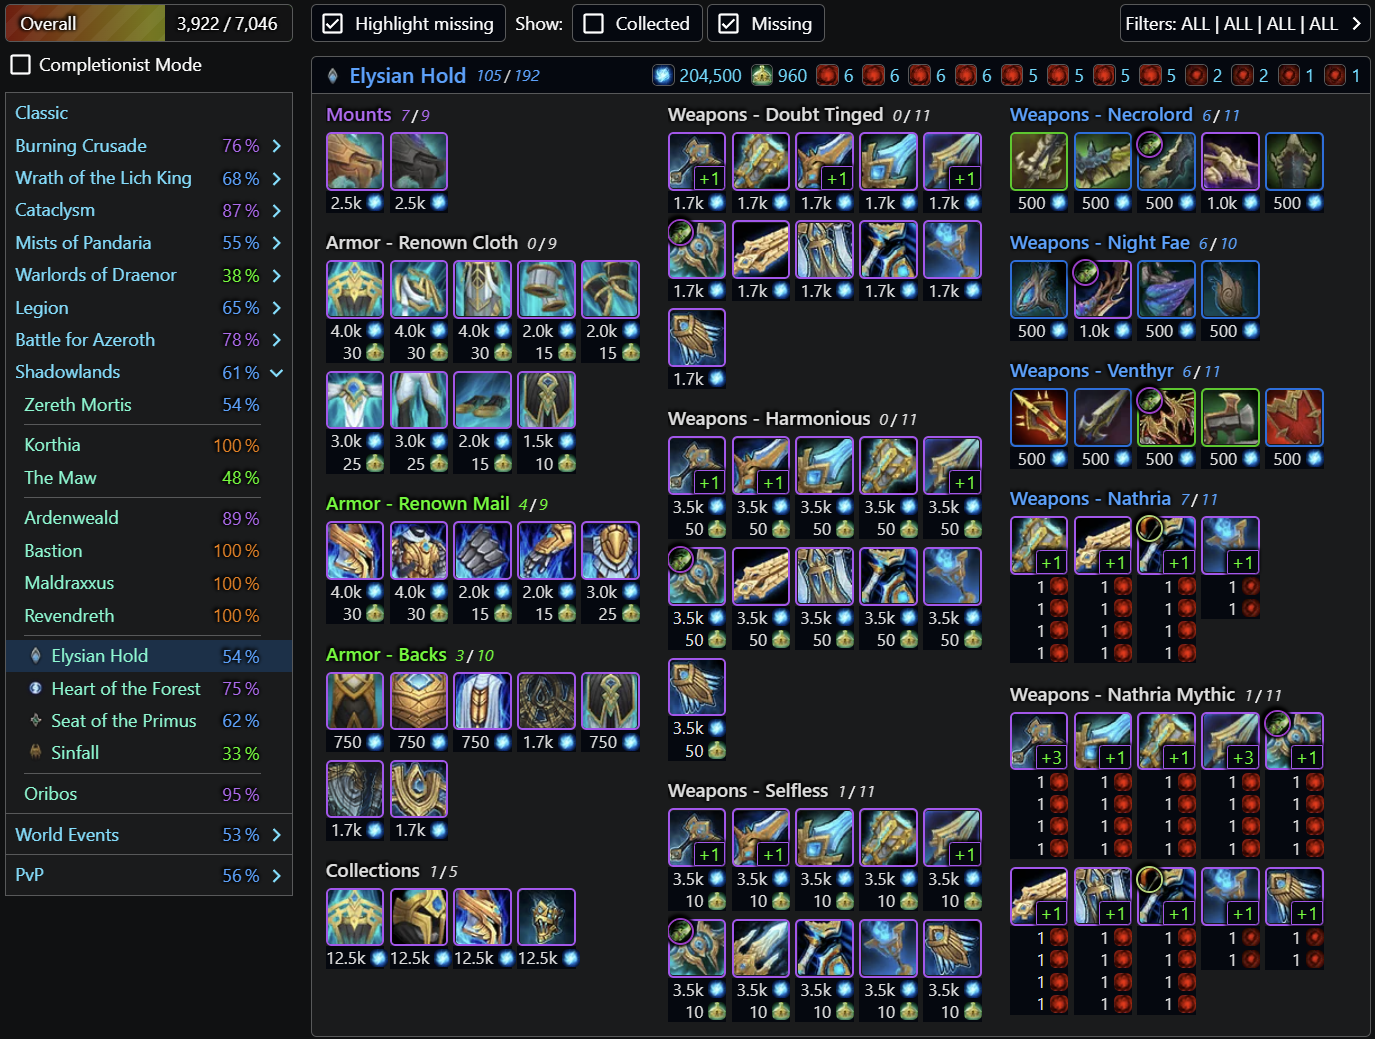 Overall 3,922 / 7,046
Highlight missing Show: Collected Missing
Filters: ALL | ALL | ALL | ALL
Completionist Mode
Classic
Burning Crusade 76 %
Wrath of the Lich King 68 %
Cataclysm 87 %
Mists of Pandaria 55 %
Warlords of Draenor 38 %
Legion 65 %
Battle for Azeroth 78 %
Shadowlands 61 %
Zereth Mortis 54 %
Korthia 100 %
The Maw 48 %
Ardenweald 89 %
Bastion 100 %
Maldraxxus 100 %
Revendreth 100 %
Elysian Hold 54 %
Heart of the Forest 75 %
Seat of the Primus 62 %
Sinfall 33 %
Oribos 95 %
World Events 53 %
PvP 56 %
Elysian Hold 105 / 192 204,500 960 6 6 6 6 5 5 5 5 2 2 1 1
Mounts 7 / 9
2.5k 2.5k
Armor - Renown Cloth 0 / 9
4.0k 4.0k 4.0k 2.0k 2.0k
30 30 30 15 15
3.0k 3.0k 2.0k 1.5k
25 25 15 10
Armor - Renown Mail 4 / 9
4.0k 4.0k 2.0k 2.0k 3.0k
30 30 15 15 25
Armor - Backs 3 / 10
750 750 750 1.7k 750
1.7k 1.7k
Collections 1 / 5
12.5k 12.5k 12.5k 12.5k
Weapons - Doubt Tinged 0 / 11
+1 +1 +1
1.7k 1.7k 1.7k 1.7k 1.7k
1.7k 1.7k 1.7k 1.7k 1.7k
1.7k
Weapons - Harmonious 0 / 11
+1 +1 +1
3.5k 3.5k 3.5k 3.5k 3.5k
50 50 50 50 50
3.5k 3.5k 3.5k 3.5k 3.5k
50 50 50 50 50
3.5k
50
Weapons - Selfless 1 / 11
+1 +1 +1
3.5k 3.5k 3.5k 3.5k 3.5k
10 10 10 10 10
3.5k 3.5k 3.5k 3.5k 3.5k
10 10 10 10 10
Weapons - Necrolord 6 / 11
500 500 500 1.0k 500
Weapons - Night Fae 6 / 10
500 1.0k 500 500
Weapons - Venthyr 6 / 11
500 500 500 500 500
Weapons - Nathria 7 / 11
+1 +1 +1 +1
1 1 1 1
1 1 1 1
1 1 1
1 1 1
Weapons - Nathria Mythic 1 / 11
+3 +1 +1 +3 +1
1 1 1 1 1
1 1 1 1 1
1 1 1 1 1
1 1 1 1 1
+1 +1 +1 +1 +1
1 1 1 1 1
1 1 1 1 1
1 1 1
1 1 1